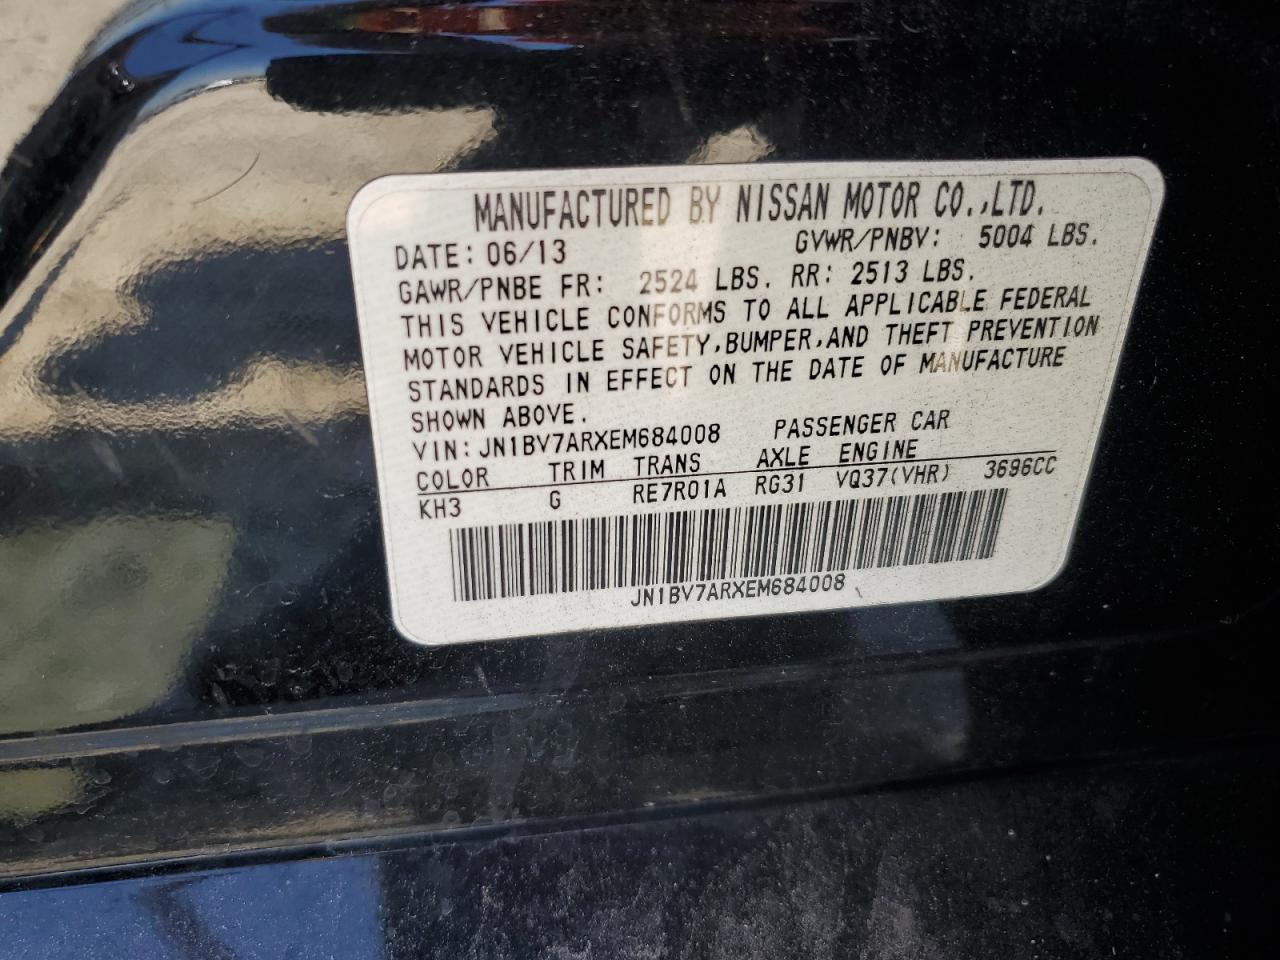 MANUFACTURED BY NISSAN MOTOR CO.,LTD.
DATE: 06/13 GVWR/PNBV: 5004 LBS.
GAWR/PNBE FR: 2524 LBS. RR: 2513 LBS.
THIS VEHICLE CONFORMS TO ALL APPLICABLE FEDERAL
MOTOR VEHICLE SAFETY,BUMPER,AND THEFT PREVENTION
STANDARDS IN EFFECT ON THE DATE OF MANUFACTURE
SHOWN ABOVE.
VIN: JN1BV7ARXEM684008 PASSENGER CAR
COLOR TRIM TRANS AXLE ENGINE
KH3 G RE7R01A RG31 VQ37(VHR) 3696CC
JN1BV7ARXEM684008